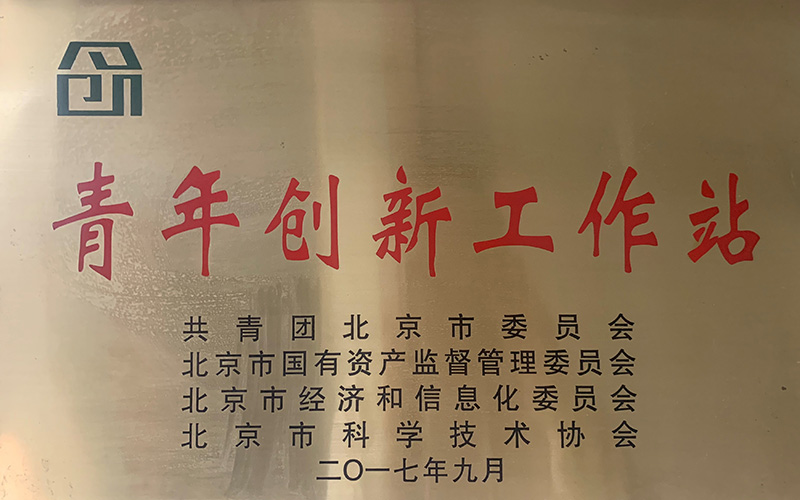 青年创新工作站
共青团北京市委员会
北京市国有资产监督管理委员会
北京市经济和信息化委员会
北京市科学技术协会
二〇一七年九月